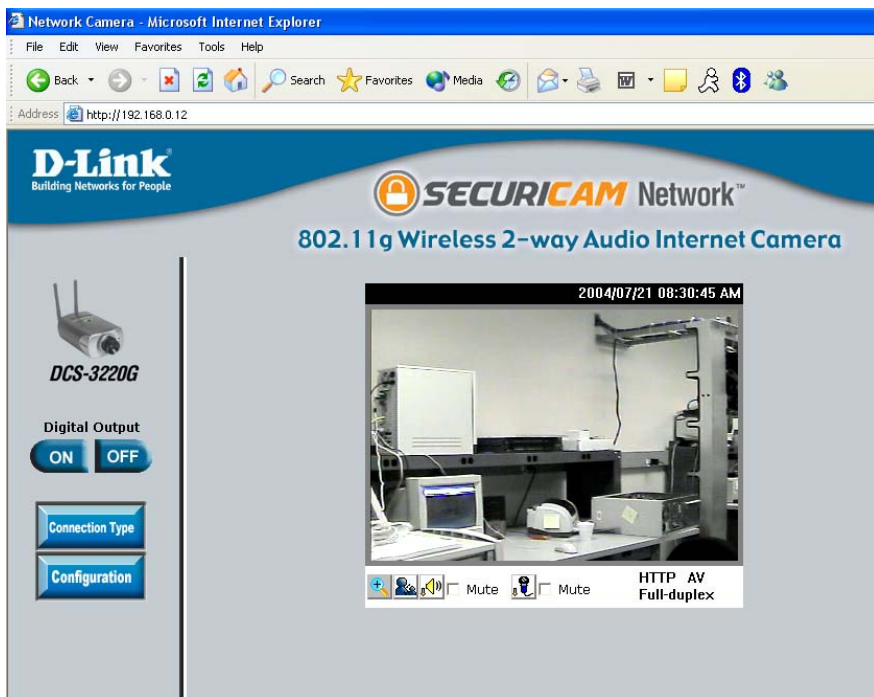 Network Camera - Microsoft Internet Explorer
File Edit View Favorites Tools Help
Back Search Favorites Media
Address http://192.168.0.12
D-Link®
Building Networks for People
SECURICAM Network™
802.11g Wireless 2-way Audio Internet Camera
2004/07/21 08:30:45 AM
DCS-3220G
Digital Output
ON OFF
Connection Type
Configuration
Mute Mute
HTTP AV
Full-duplex